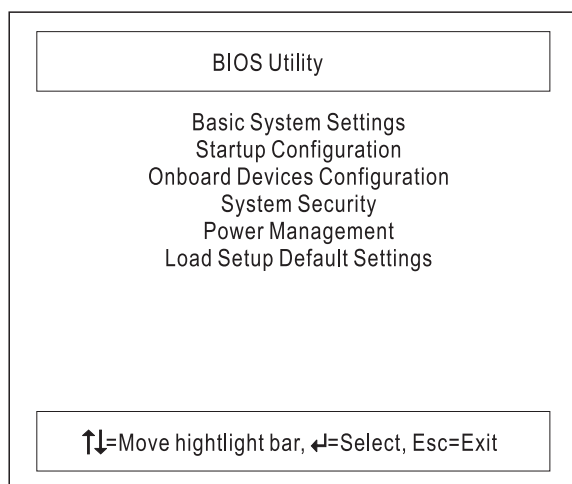 BIOS Utility
Basic System Settings
Startup Configuration
Onboard Devices Configuration
System Security
Power Management
Load Setup Default Settings
↑↓=Move hightlight bar, ↵=Select, Esc=Exit